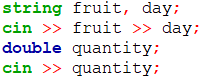 string fruit, day;
cin >> fruit >> day;
double quantity;
cin >> quantity;